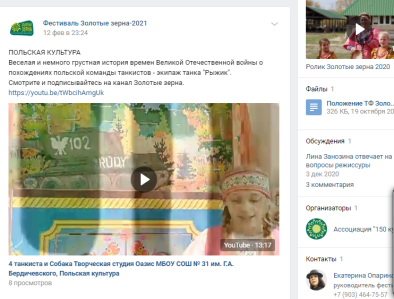 Фестиваль Золотые зерна-2021
12 фев в 23:24
ПОЛЬСКАЯ КУЛЬТУРА
Веселая и немного грустная история времен Великой Отечественной войны о
похождениях польской команды танкистов - экипаж танка "Рыжик".
Смотрите и подписывайтесь на канал Золотые зерна.
https://youtu.be/tWbcihAmgUk
102
RUDY
YouTube · 13:17
4 танкиста и Собака Творческая студия Оазис МБОУ СОШ № 31 им. Г.А.
Бердичевского, Польская культура
8 просмотров
Ролик Золотые зерна 2020
Файлы 1
Положение ТФ Золо...
326 КБ, 19 октября 20
Обсуждения 1
Лина Занозина отвечает на
вопросы режиссуры
3 дек 2020
3 комментария
Организаторы 1
Ассоциация "150 к
Контакты 1
Екатерина Опарин
руководитель фест
+7 (903) 464-75-57